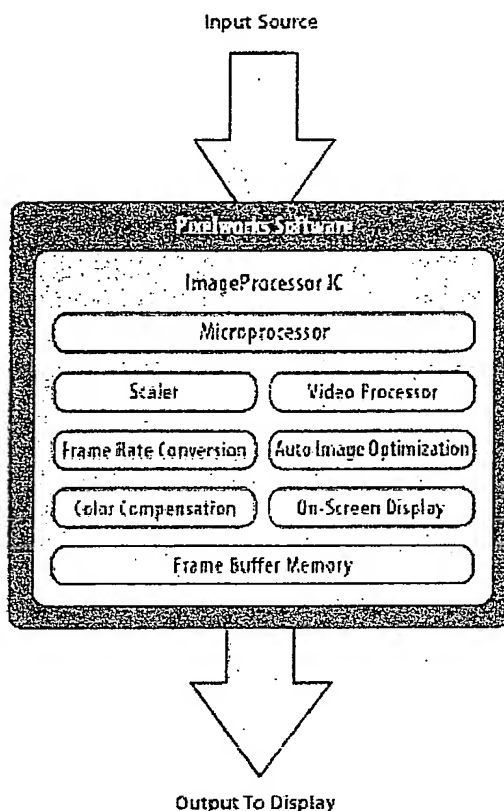 Input Source
Pixelworks Software
ImageProcessor IC
Microprocessor
Scaler Video Processor
Frame Rate Conversion Auto Image Optimization
Color Compensation On-Screen Display
Frame Buffer Memory
Output To Display